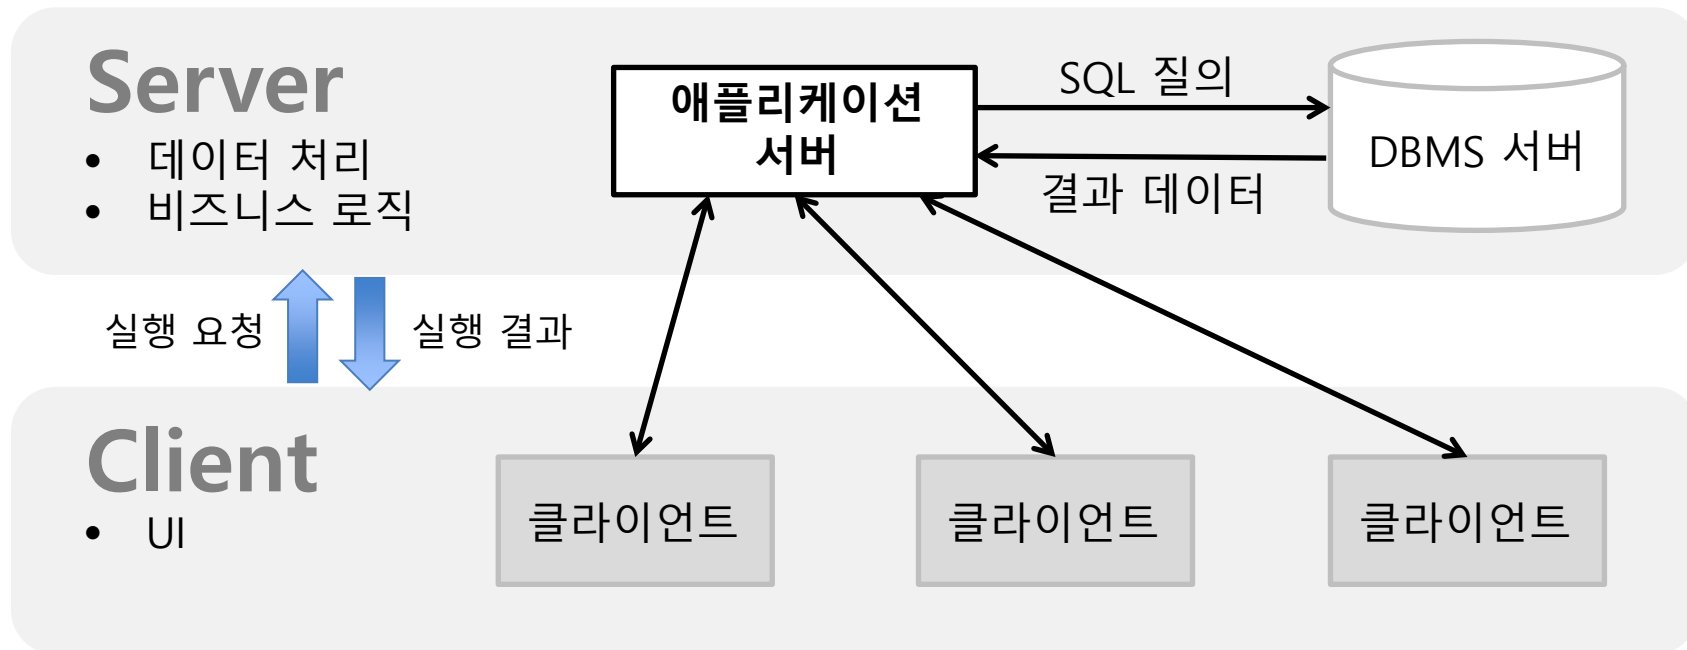 Server
• 데이터 처리
• 비즈니스 로직
애플리케이션
서버
SQL 질의
결과 데이터
DBMS 서버
실행 요청
실행 결과
Client
• UI
클라이언트
클라이언트
클라이언트